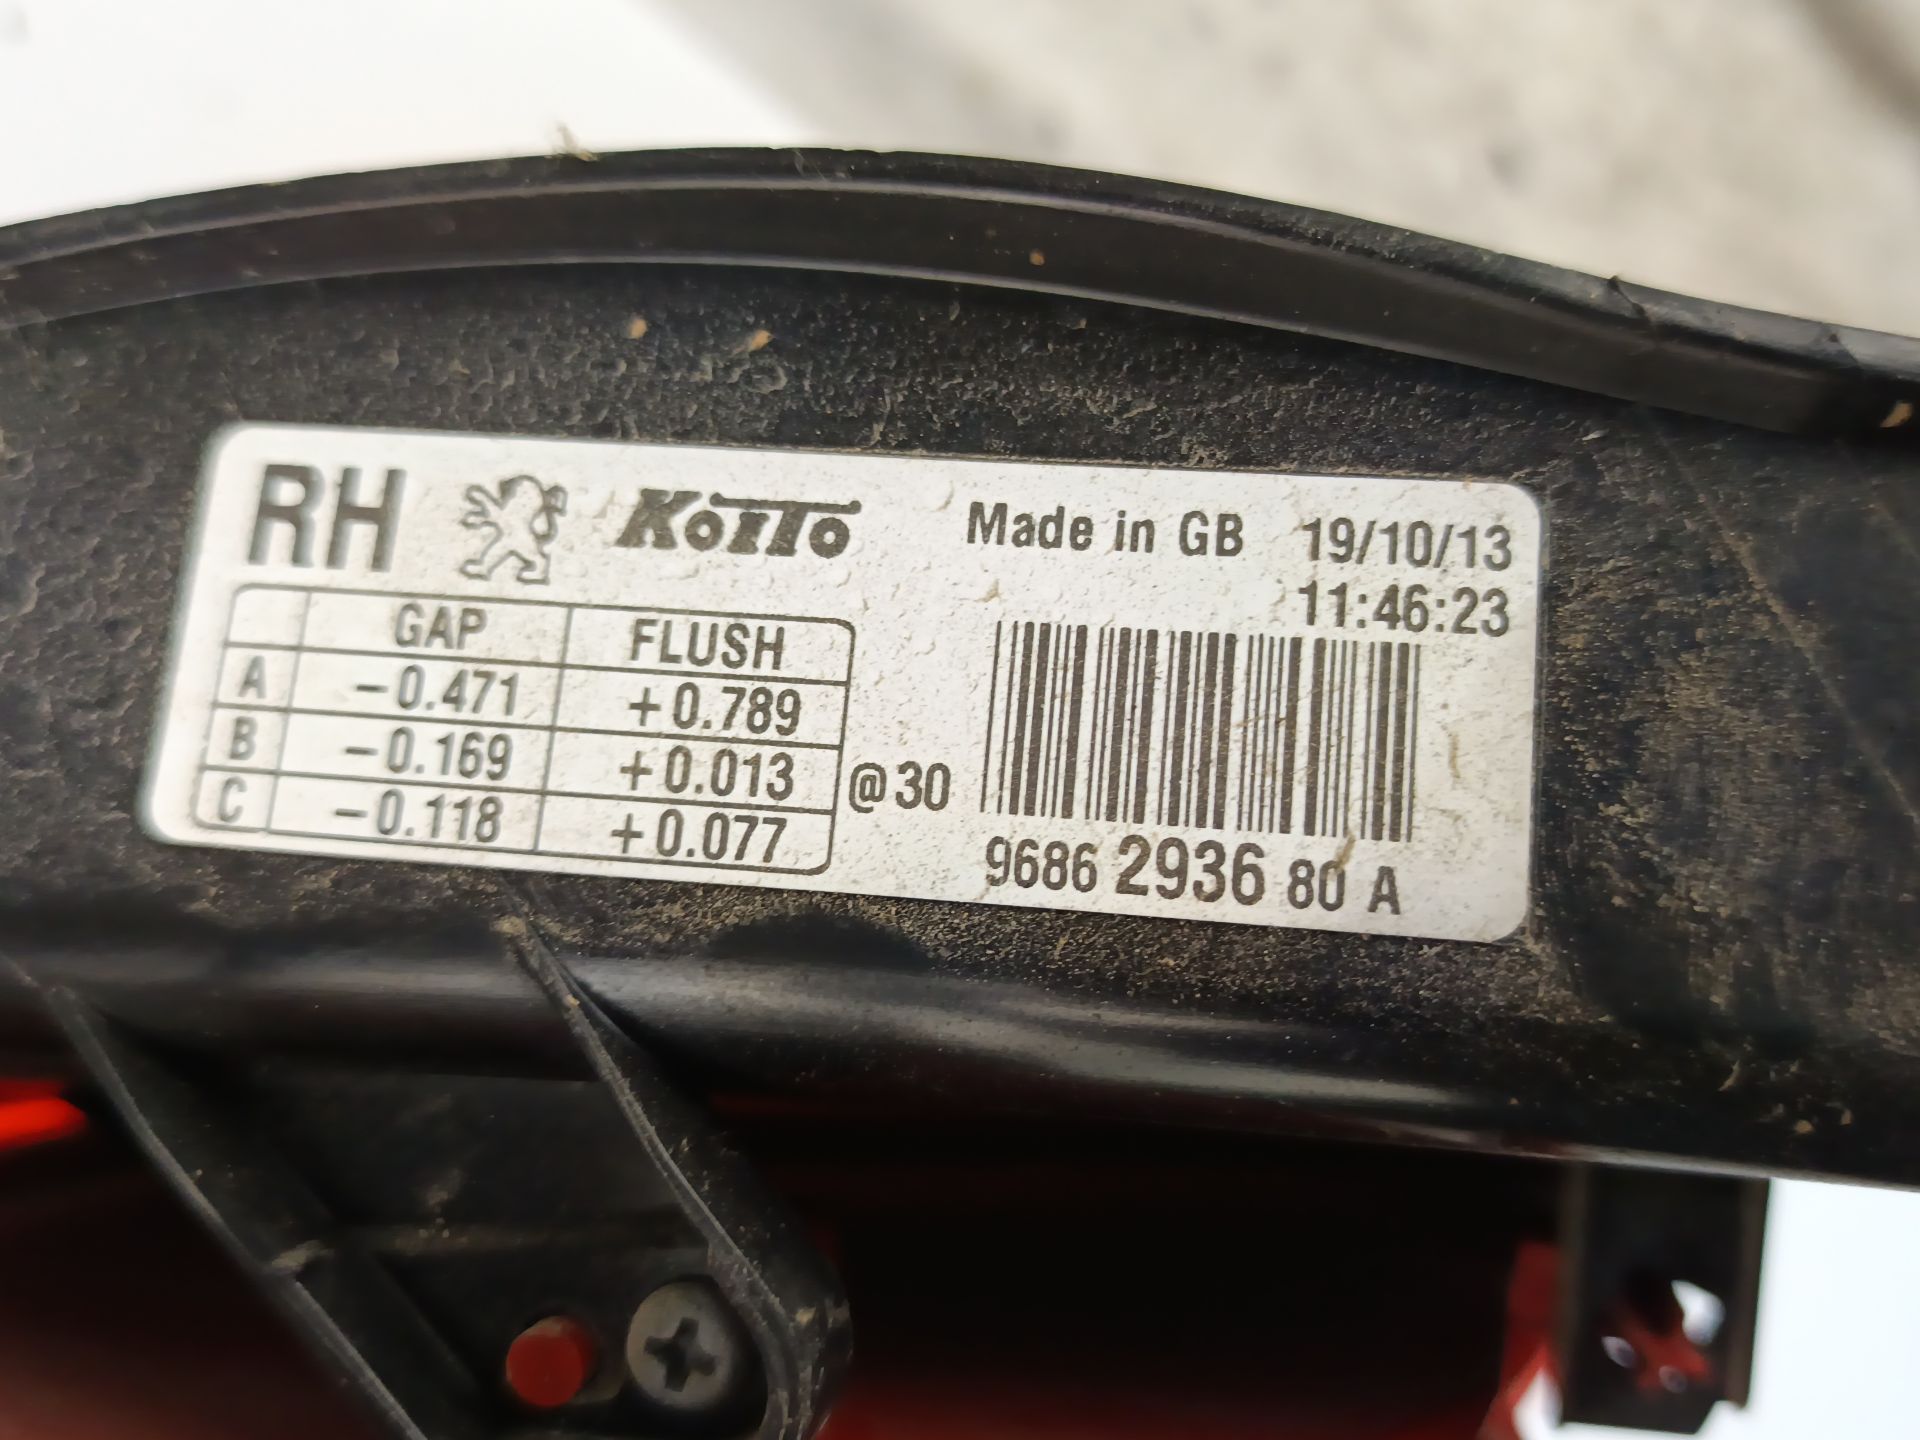 RH KOITO Made in GB 19/10/13
11:46:23
GAP FLUSH
A -0.471 +0.789
B -0.169 +0.013
C -0.118 +0.077
@30
9686 2936 80 A